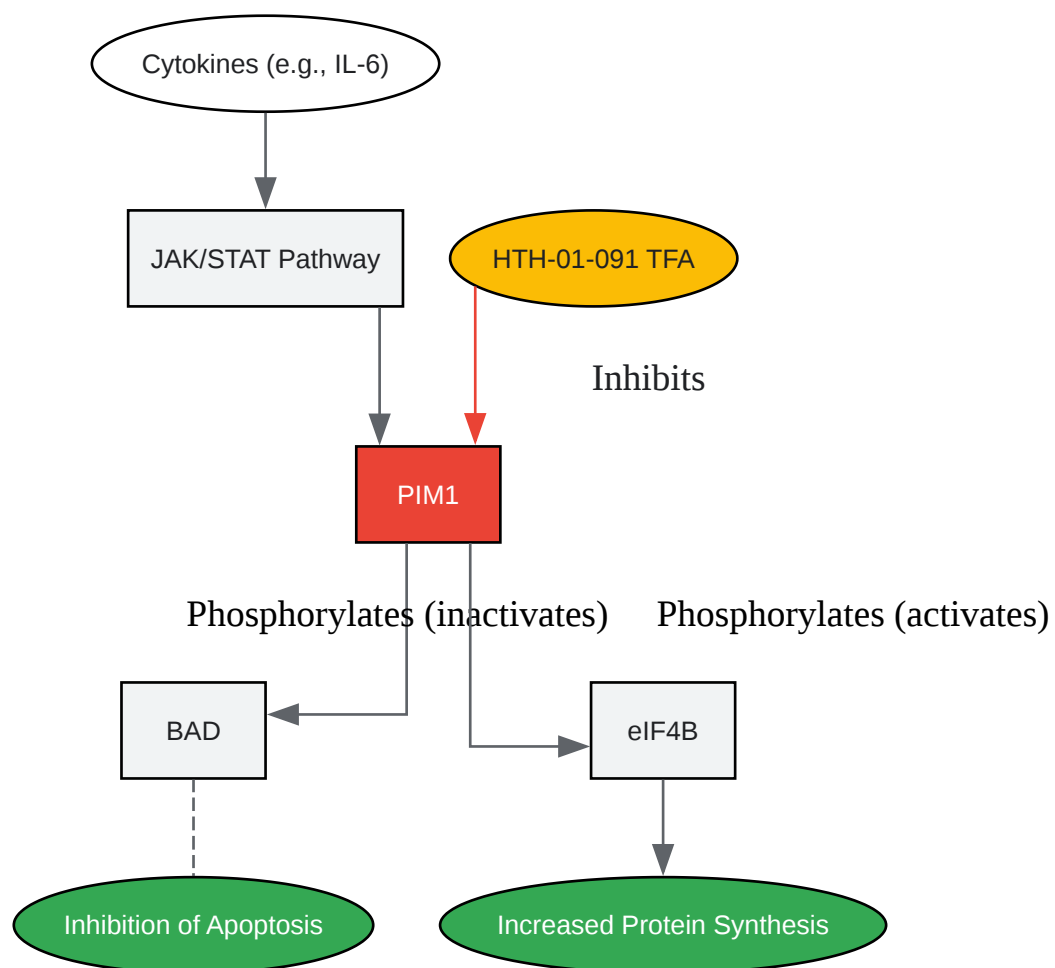 Cytokines (e.g., IL-6)
JAK/STAT Pathway
HTH-01-091 TFA
Inhibits
PIM1
Phosphorylates (inactivates)
Phosphorylates (activates)
BAD
eIF4B
Inhibition of Apoptosis
Increased Protein Synthesis